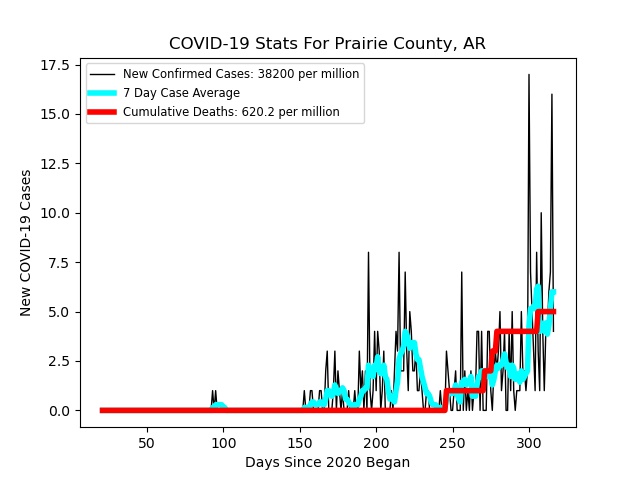 COVID-19 Stats For Prairie County, AR
New Confirmed Cases: 38200 per million
7 Day Case Average
Cumulative Deaths: 620.2 per million
New COVID-19 Cases
17.5
15.0
12.5
10.0
7.5
5.0
2.5
0.0
50 100 150 200 250 300
Days Since 2020 Began